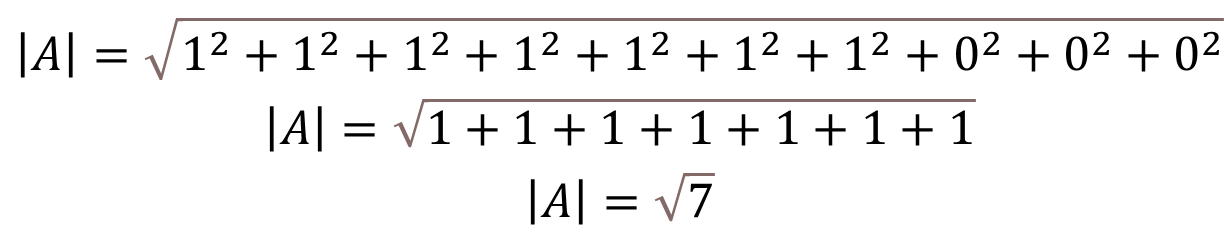 |A| = √1² + 1² + 1² + 1² + 1² + 1² + 1² + 0² + 0² + 0²
|A| = √1 + 1 + 1 + 1 + 1 + 1 + 1
|A| = √7